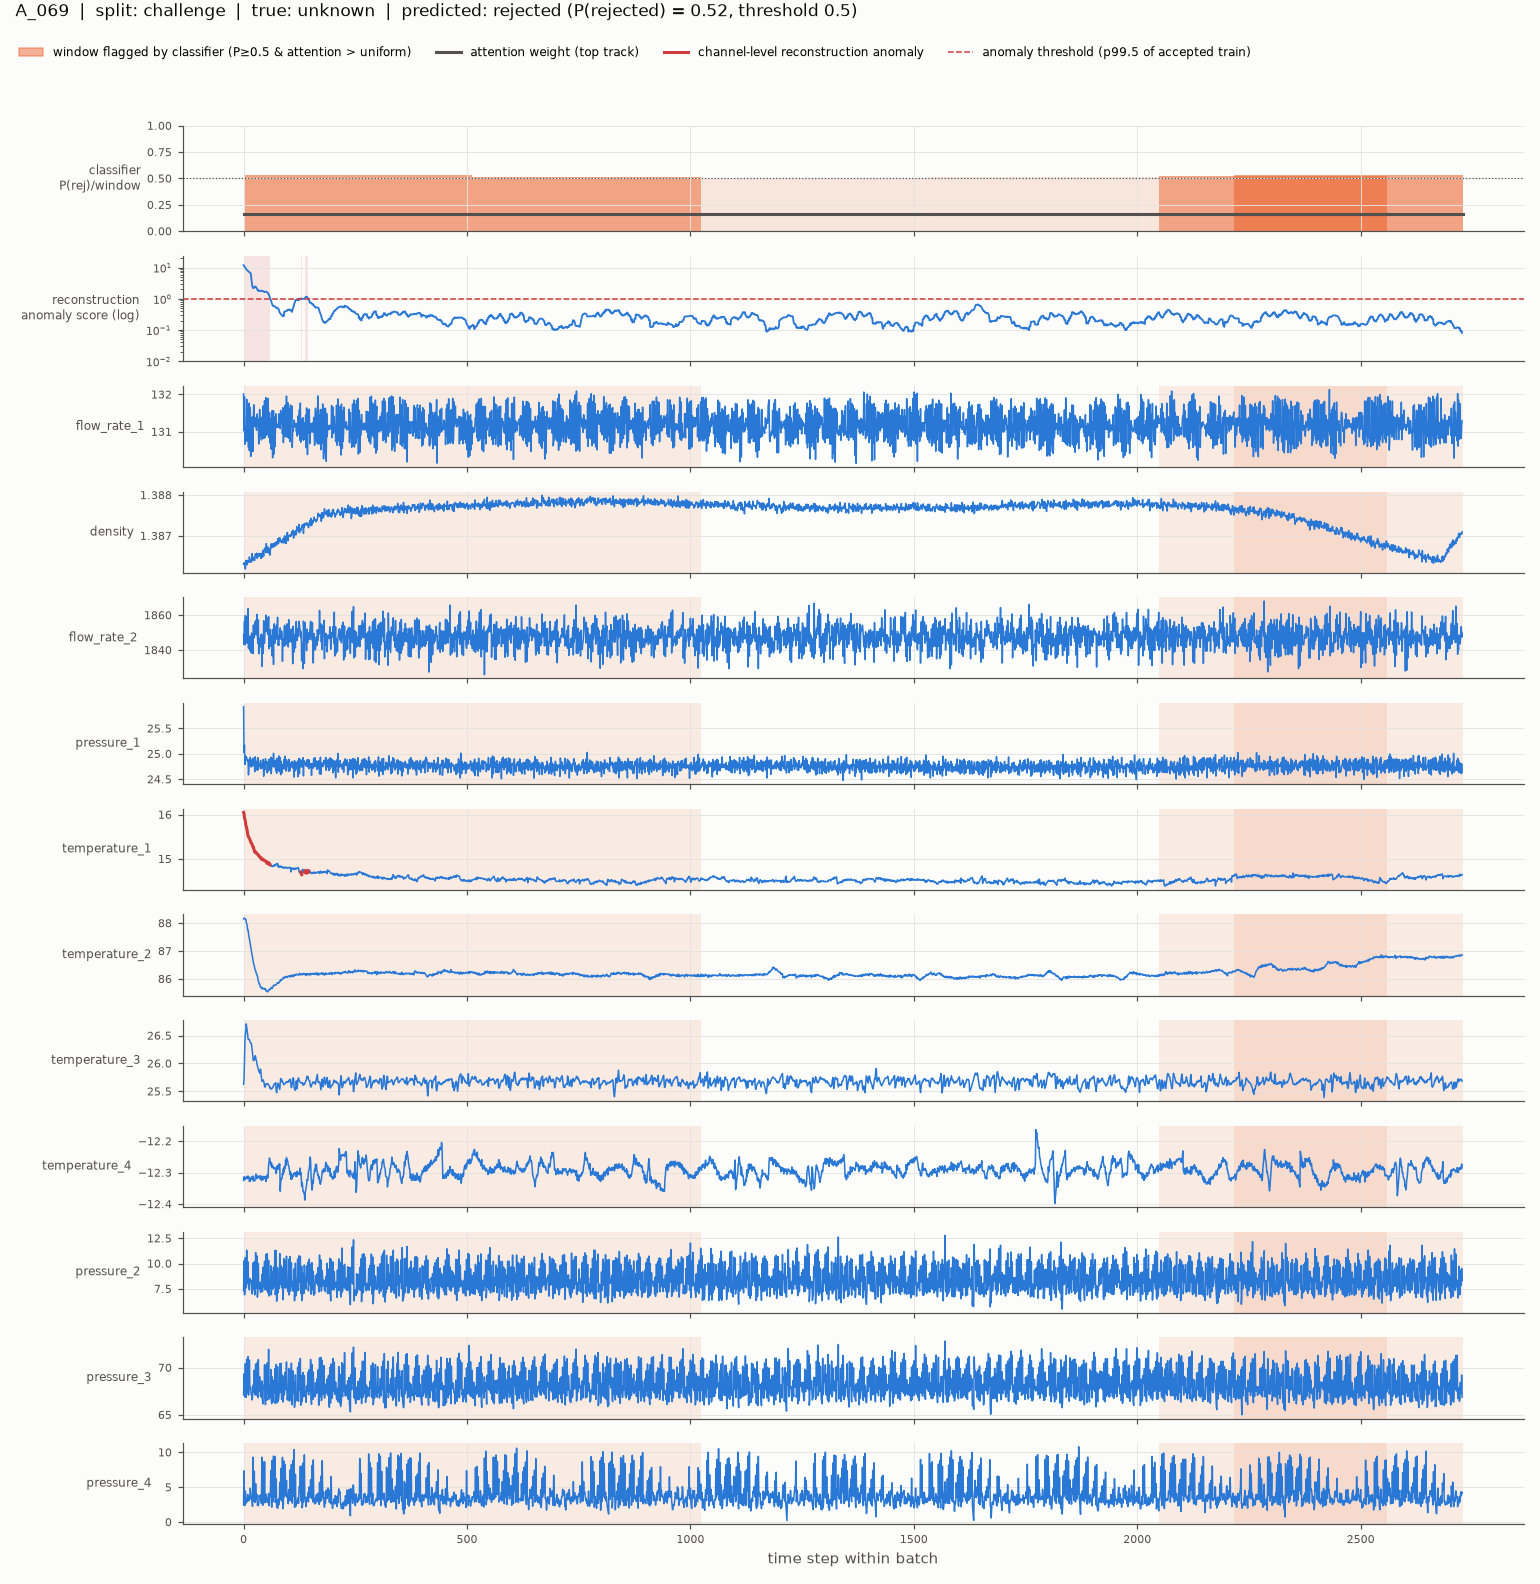 A_069 | split: challenge | true: unknown | predicted: rejected (P(rejected) = 0.52, threshold 0.5)
window flagged by classifier (P≥0.5 & attention > uniform)
attention weight (top track)
channel-level reconstruction anomaly
anomaly threshold (p99.5 of accepted train)
classifier
P(rej)/window
1.00
0.75
0.50
0.25
0.00
reconstruction
anomaly score (log)
10¹
10⁰
10⁻¹
10⁻²
flow_rate_1
132
131
density
1.388
1.387
flow_rate_2
1860
1840
pressure_1
25.5
25.0
24.5
temperature_1
16
15
temperature_2
88
87
86
temperature_3
26.5
26.0
25.5
temperature_4
−12.2
−12.3
−12.4
pressure_2
12.5
10.0
7.5
pressure_3
70
65
pressure_4
10
5
0
0 500 1000 1500 2000 2500
time step within batch